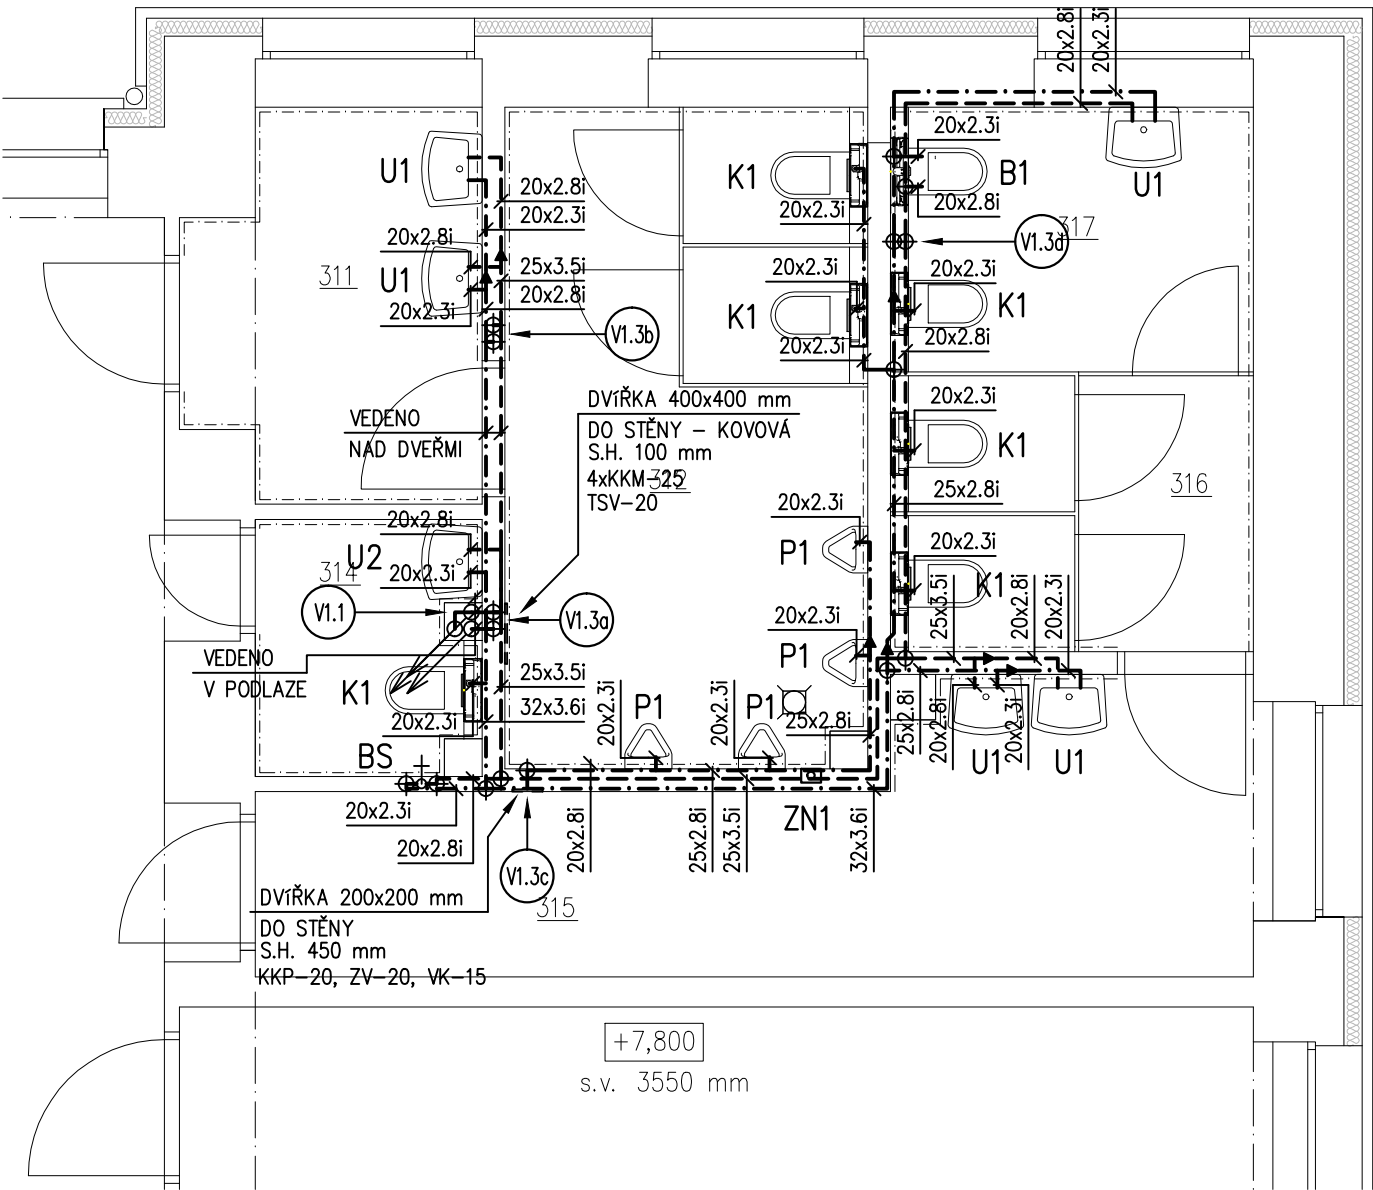 20x2.8i
20x2.3i
U1
20x2.8i
20x2.3i
20x2.8i
U1
311
20x2.3i
25x3.5i
20x2.8i
V1.3b
K1
20x2.3i
20x2.3i
K1
20x2.3i
20x2.3i
B1
20x2.8i
U1
V1.3d
317
20x2.3i
K1
20x2.8i
20x2.3i
K1
25x2.8i
316
VEDENO
NAD DVEŘMI
DVÍŘKA 400x400 mm
DO STĚNY – KOVOVÁ
S.H. 100 mm
4xKKM–25
TSV–20
312
20x2.3i
P1
20x2.3i
K1
25x3.5i
20x2.8i
20x2.3i
20x2.8i
U2
314
20x2.3i
V1.1
V1.3a
20x2.3i
P1
VEDENO
V PODLAZE
K1
20x2.3i
25x3.5i
32x3.6i
20x2.3i
P1
20x2.3i
P1
25x2.8i
25x2.8i
20x2.8i
20x2.3i
U1
U1
BS
20x2.3i
20x2.8i
20x2.8i
25x2.8i
25x3.5i
ZN1
32x3.6i
V1.3c
315
DVÍŘKA 200x200 mm
DO STĚNY
S.H. 450 mm
KKP–20, ZV–20, VK–15
+7,800
s.v. 3550 mm